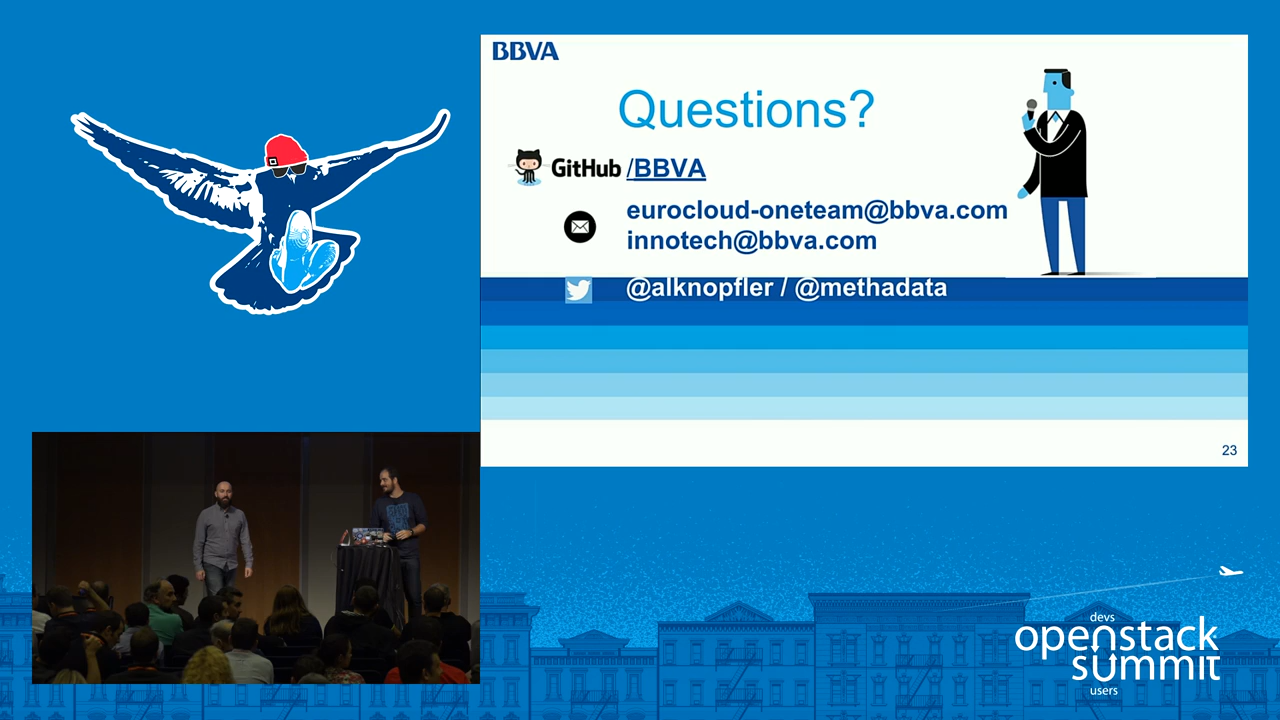 BBVA
Questions?
GitHub /BBVA
eurocloud-oneteam@bbva.com
innotech@bbva.com
@alknopfler / @methadata
23
devs
openstack
summit
users